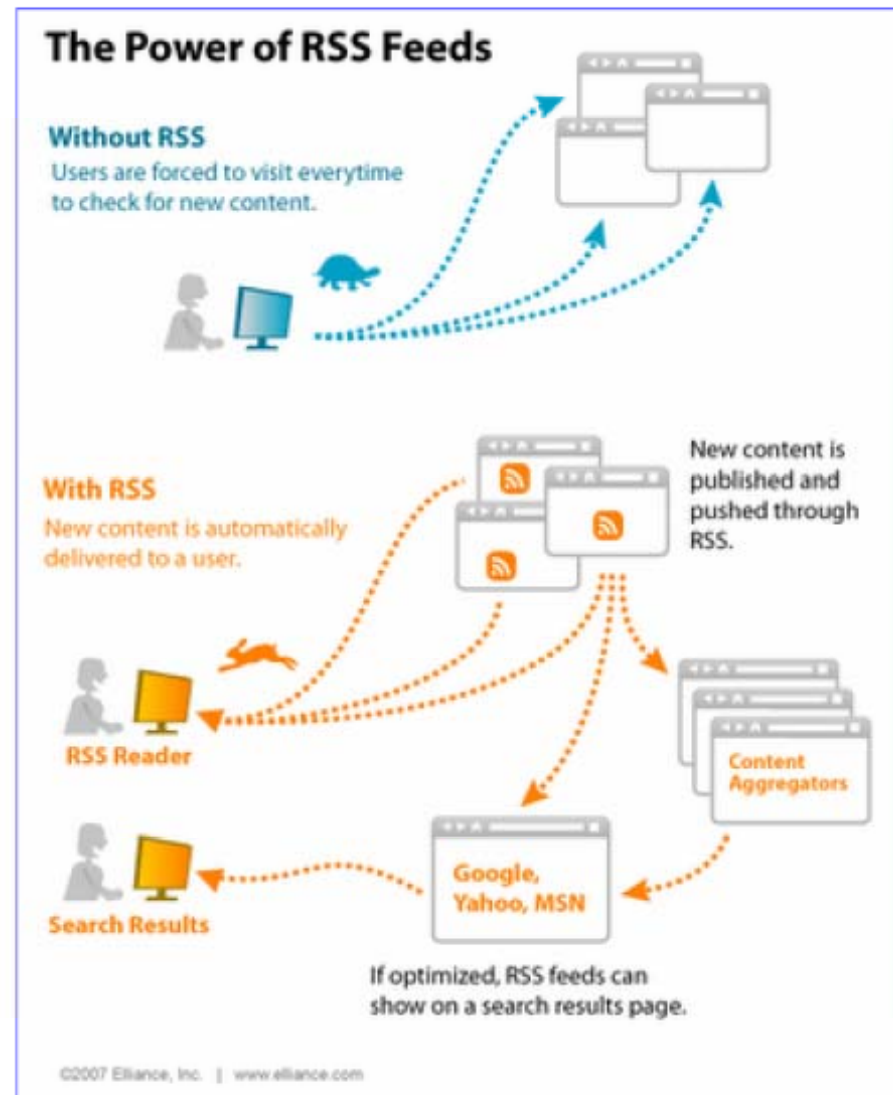 The Power of RSS Feeds
Without RSS
Users are forced to visit everytime
to check for new content.
With RSS
New content is automatically
delivered to a user.
New content is
published and
pushed through
RSS.
RSS Reader
Content
Aggregators
Google,
Yahoo, MSN
Search Results
If optimized, RSS feeds can
show on a search results page.
©2007 Elliance, Inc. | www.elliance.com